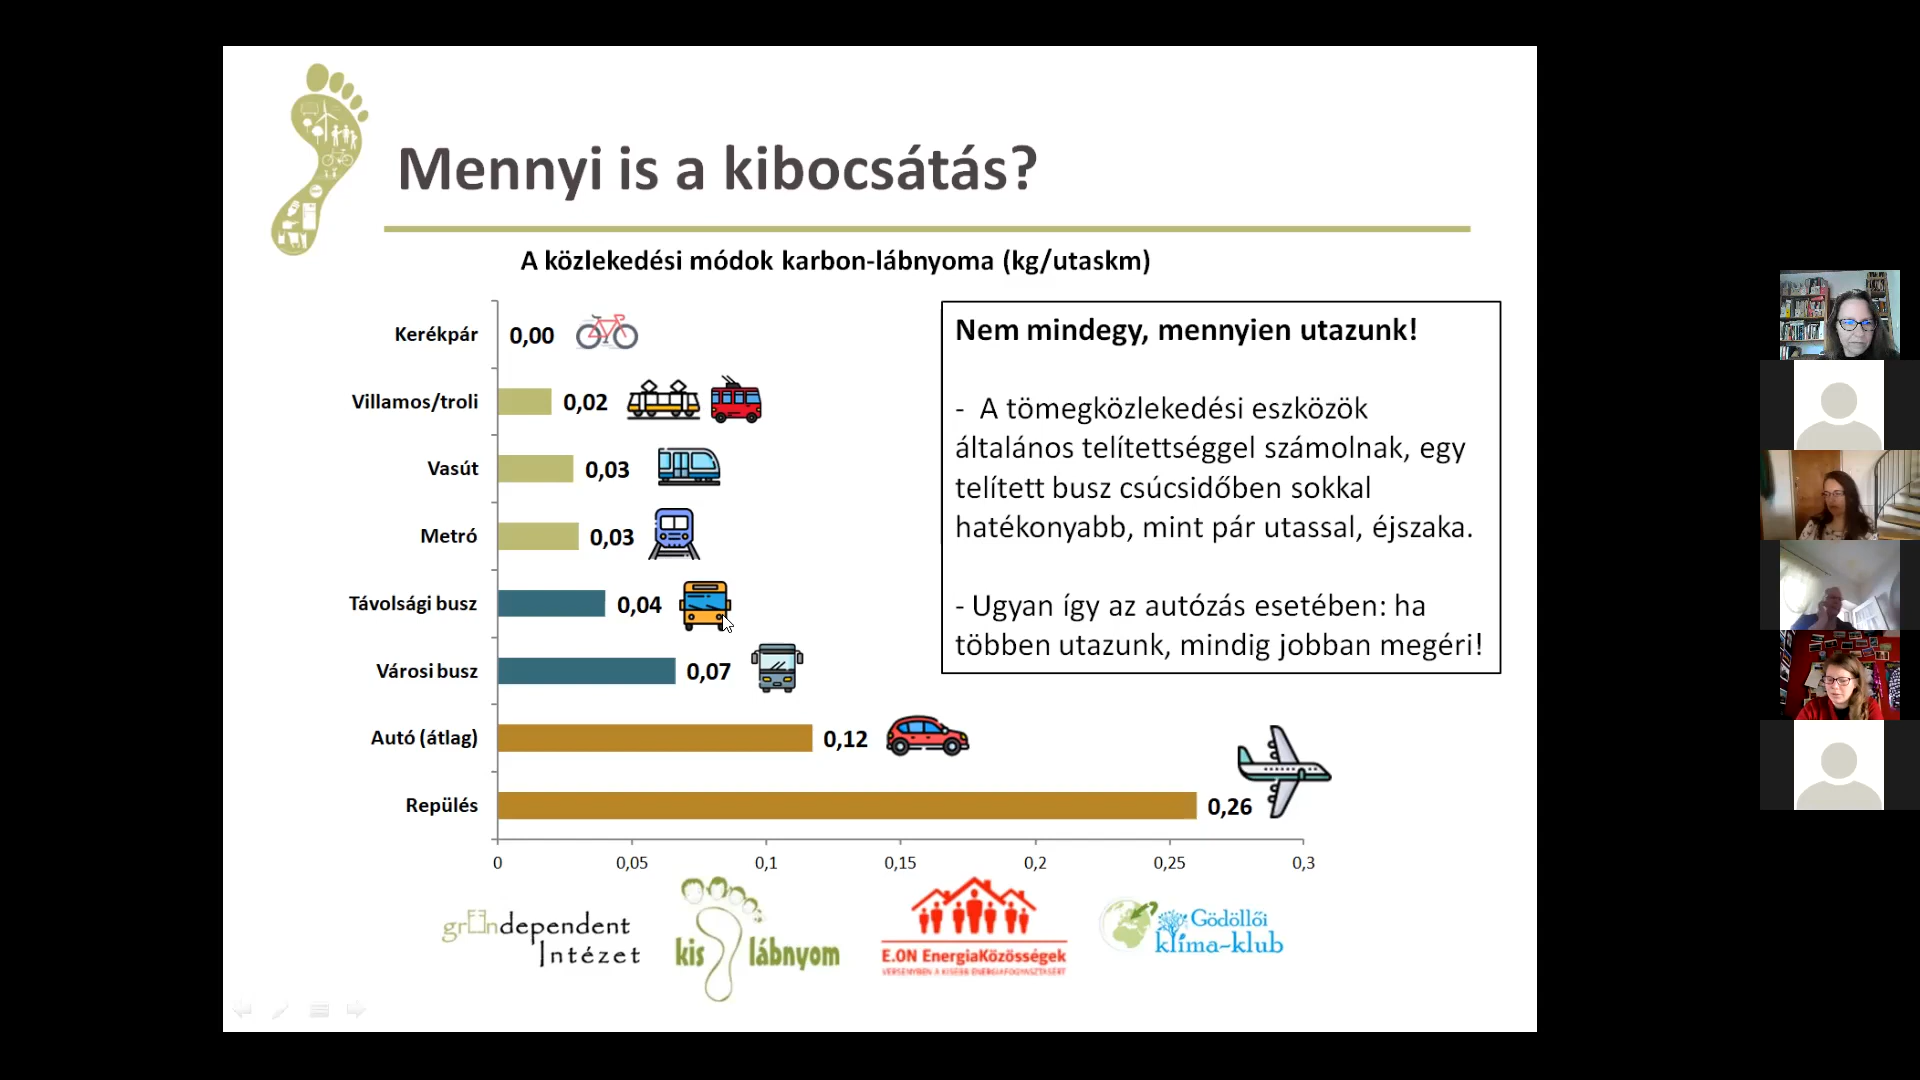 Mennyi is a kibocsátás?
A közlekedési módok karbon-lábnyoma (kg/utaskm)
Kerékpár 0,00
Villamos/troli 0,02
Vasút 0,03
Metró 0,03
Távolsági busz 0,04
Városi busz 0,07
Autó (átlag) 0,12
Repülés 0,26
0 0,05 0,1 0,15 0,2 0,25 0,3
Nem mindegy, mennyien utazunk!
- A tömegközlekedési eszközök
általános telítettséggel számolnak, egy
telített busz csúcsidőben sokkal
hatékonyabb, mint pár utassal, éjszaka.
- Ugyan így az autózás esetében: ha
többen utazunk, mindig jobban megéri!
gründependent
Intézet
kis lábnyom
E.ON EnergiaKözösségek
VERSENYBEN A KISEBB ENERGIAFOGYASZTÁSÉRT
Gödöllői
klíma-klub